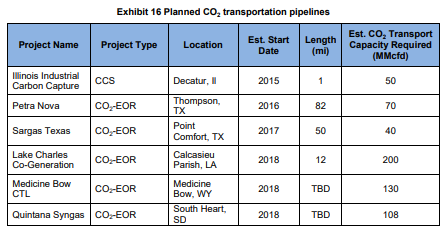 Exhibit 16 Planned CO₂ transportation pipelines
Project Name Project Type Location Est. Start Date Length (mi) Est. CO₂ Transport Capacity Required (MMcfd)
Illinois Industrial Carbon Capture CCS Decatur, Il 2015 1 50
Petra Nova CO₂-EOR Thompson, TX 2016 82 70
Sargas Texas CO₂-EOR Point Comfort, TX 2017 50 40
Lake Charles Co-Generation CO₂-EOR Calcasieu Parish, LA 2018 12 200
Medicine Bow CTL CO₂-EOR Medicine Bow, WY 2018 TBD 130
Quintana Syngas CO₂-EOR South Heart, SD 2018 TBD 108